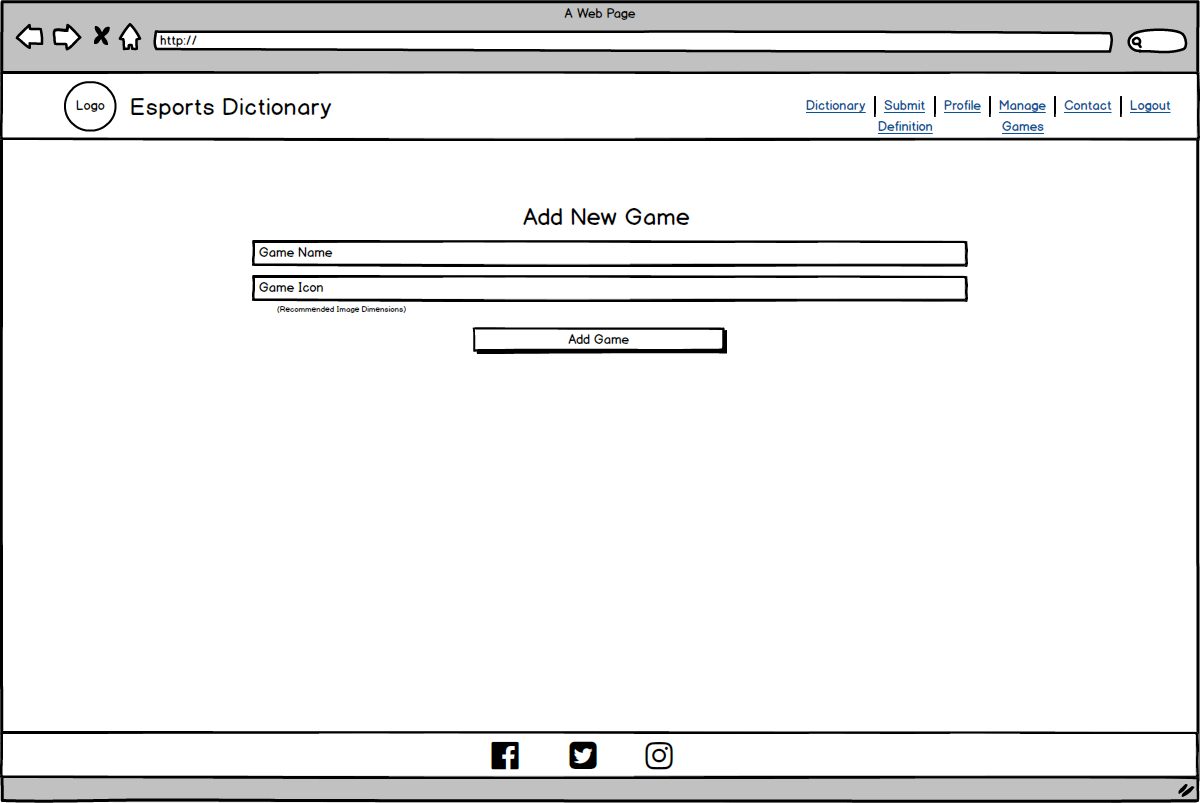 A Web Page
http://
Logo
Esports Dictionary
Dictionary
Submit
Profile
Manage
Contact
Logout
Definition
Games
Add New Game
Game Name
Game Icon
(Recommended Image Dimensions)
Add Game